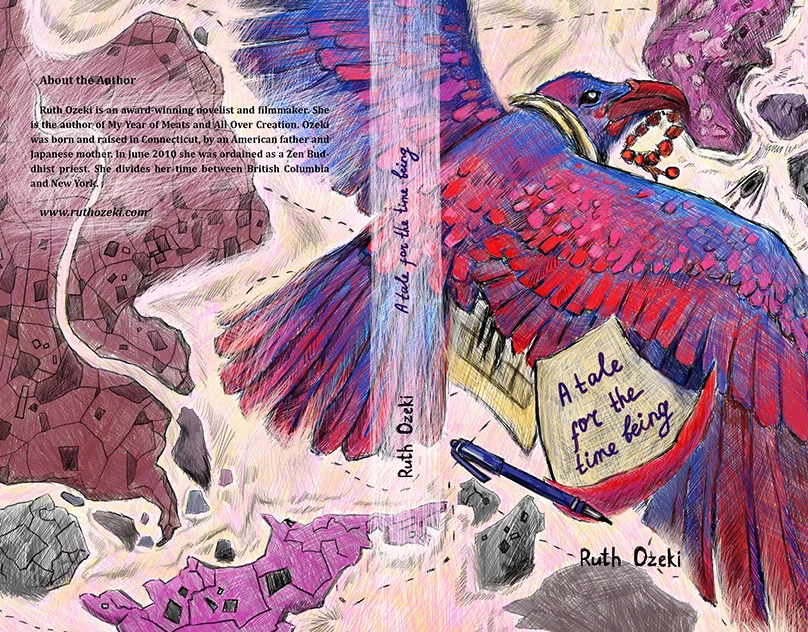 About the Author
Ruth Ozeki is an award-winning novelist and filmmaker. She
is the author of My Year of Meats and All Over Creation. Ozeki
was born and raised in Connecticut, by an American father and
Japanese mother. In June 2010 she was ordained as a Zen Bud-
dhist priest. She divides her time between British Columbia
and New York.
www.ruthozeki.com
A tale for the time being
Ruth Ozeki
A tale
for the
time being
Ruth Ozeki